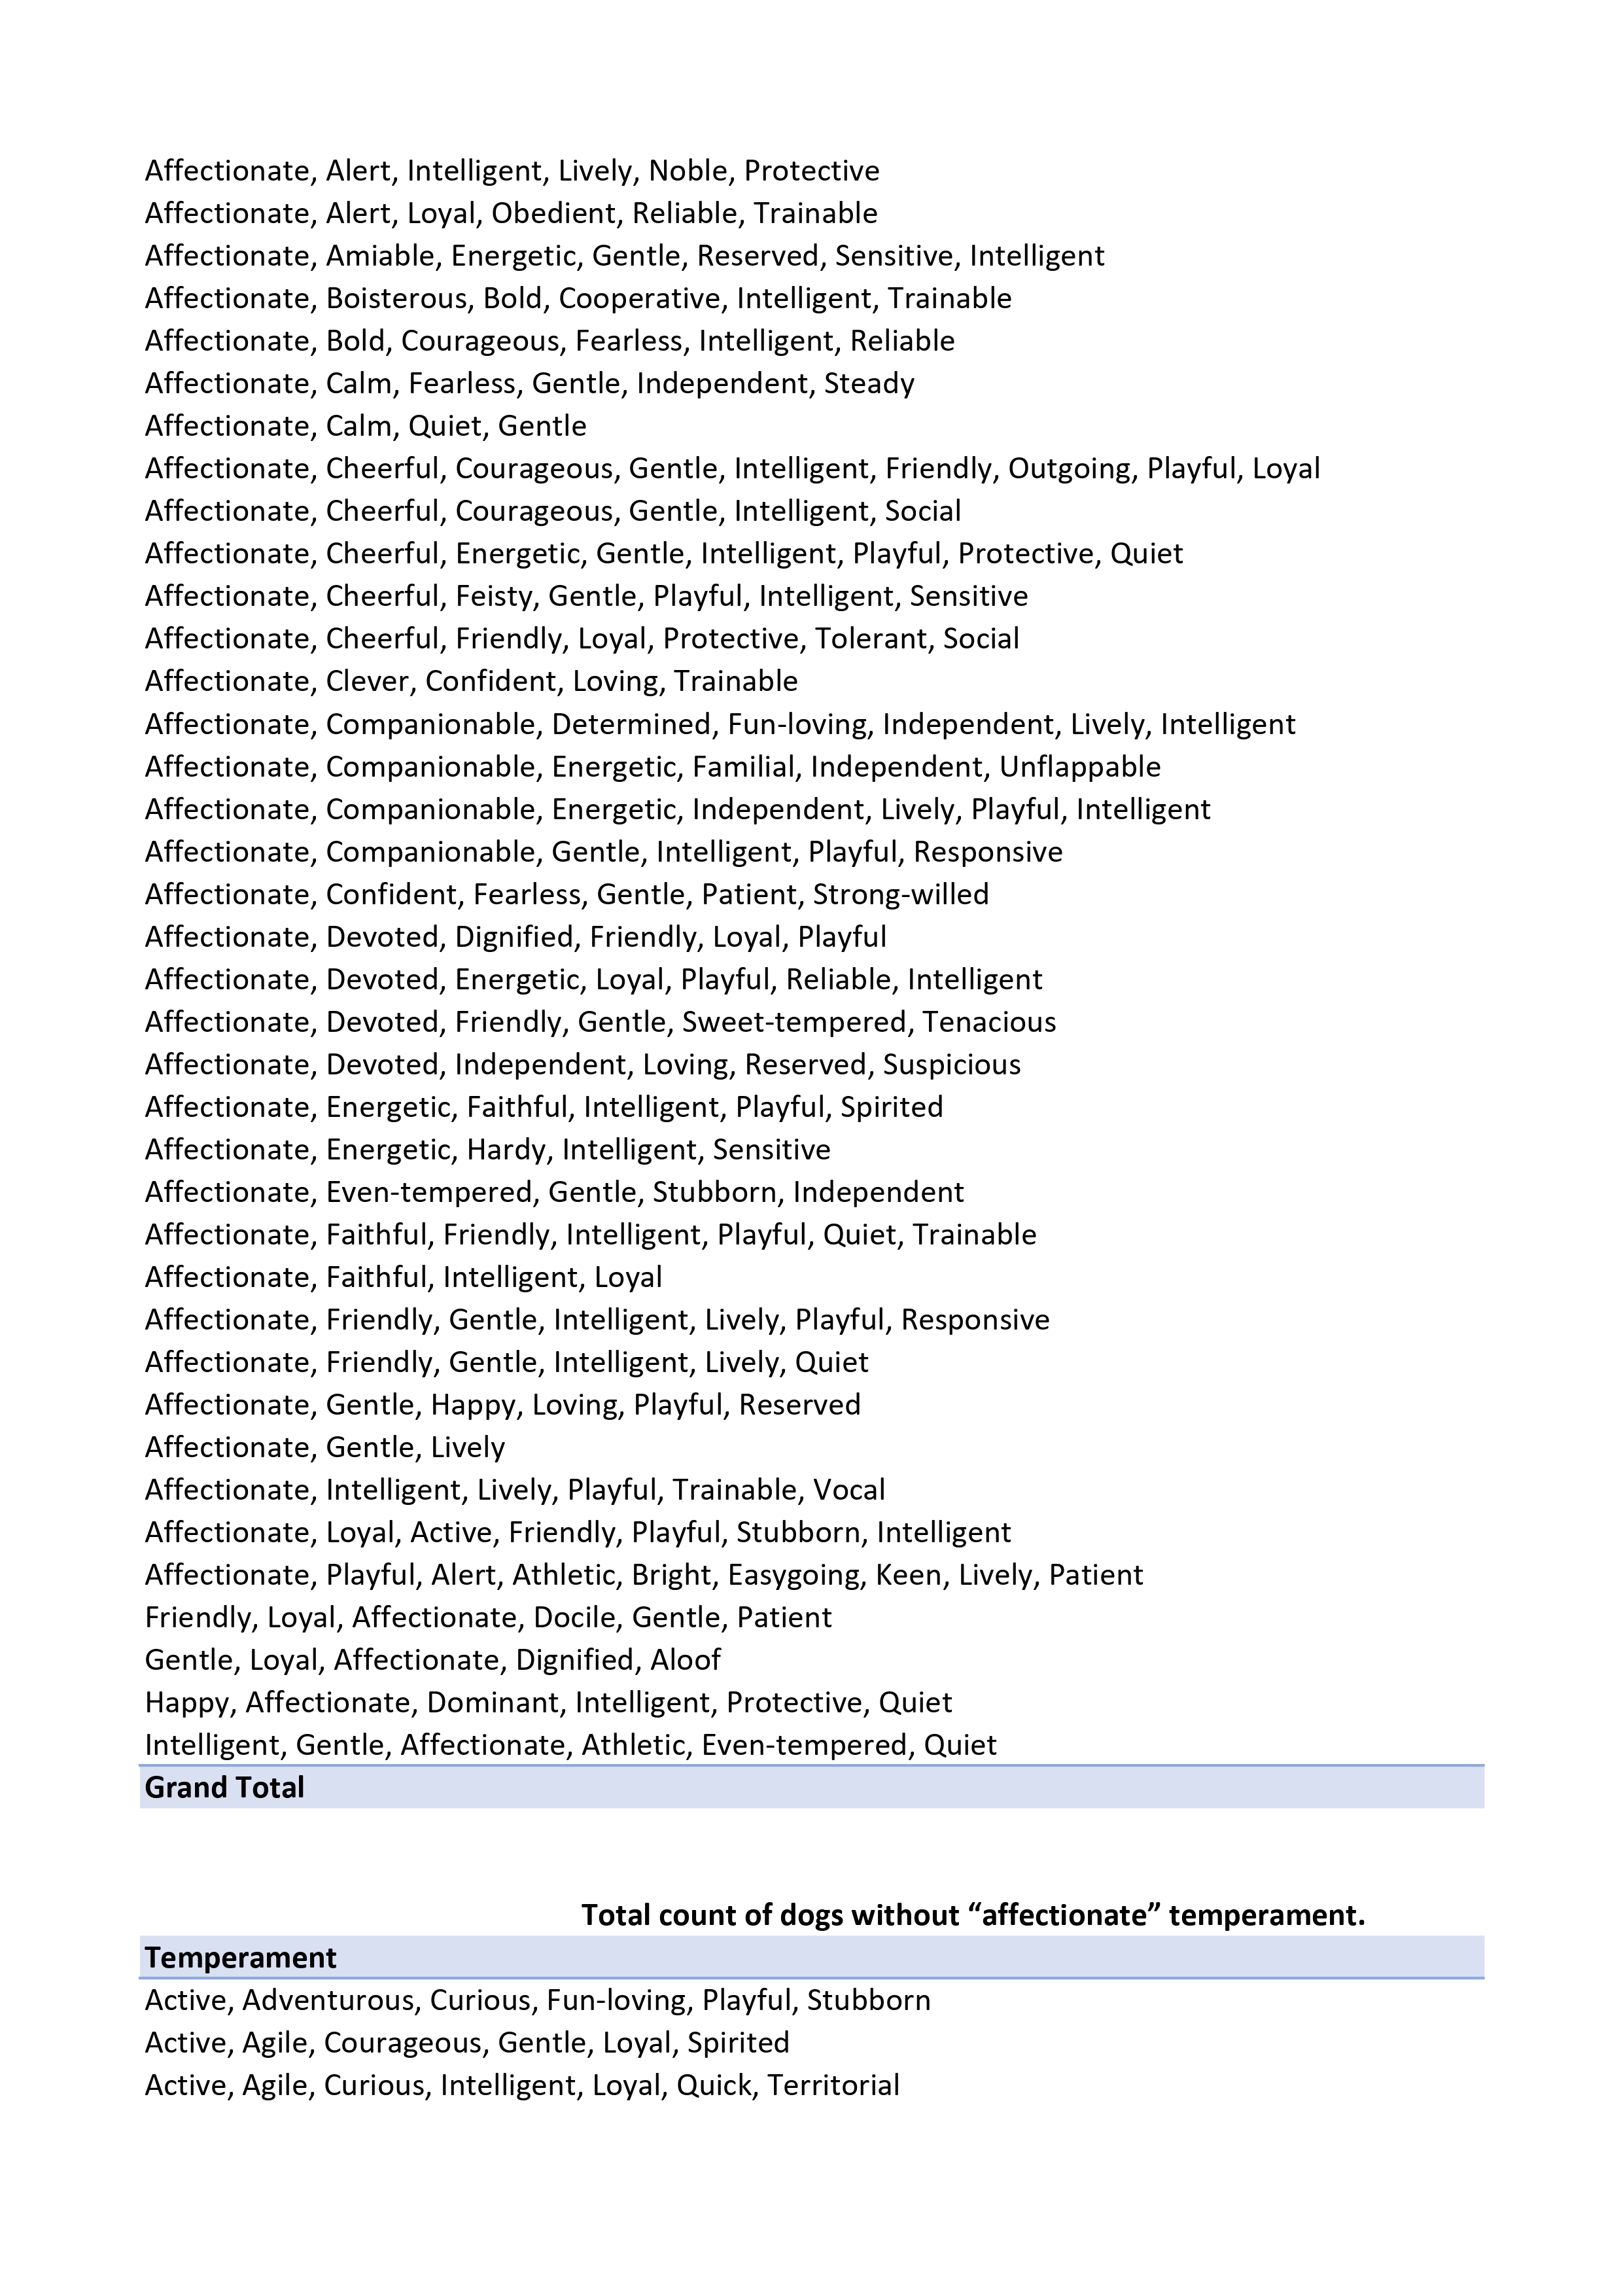 Affectionate, Alert, Intelligent, Lively, Noble, Protective
Affectionate, Alert, Loyal, Obedient, Reliable, Trainable
Affectionate, Amiable, Energetic, Gentle, Reserved, Sensitive, Intelligent
Affectionate, Boisterous, Bold, Cooperative, Intelligent, Trainable
Affectionate, Bold, Courageous, Fearless, Intelligent, Reliable
Affectionate, Calm, Fearless, Gentle, Independent, Steady
Affectionate, Calm, Quiet, Gentle
Affectionate, Cheerful, Courageous, Gentle, Intelligent, Friendly, Outgoing, Playful, Loyal
Affectionate, Cheerful, Courageous, Gentle, Intelligent, Social
Affectionate, Cheerful, Energetic, Gentle, Intelligent, Playful, Protective, Quiet
Affectionate, Cheerful, Feisty, Gentle, Playful, Intelligent, Sensitive
Affectionate, Cheerful, Friendly, Loyal, Protective, Tolerant, Social
Affectionate, Clever, Confident, Loving, Trainable
Affectionate, Companionable, Determined, Fun-loving, Independent, Lively, Intelligent
Affectionate, Companionable, Energetic, Familial, Independent, Unflappable
Affectionate, Companionable, Energetic, Independent, Lively, Playful, Intelligent
Affectionate, Companionable, Gentle, Intelligent, Playful, Responsive
Affectionate, Confident, Fearless, Gentle, Patient, Strong-willed
Affectionate, Devoted, Dignified, Friendly, Loyal, Playful
Affectionate, Devoted, Energetic, Loyal, Playful, Reliable, Intelligent
Affectionate, Devoted, Friendly, Gentle, Sweet-tempered, Tenacious
Affectionate, Devoted, Independent, Loving, Reserved, Suspicious
Affectionate, Energetic, Faithful, Intelligent, Playful, Spirited
Affectionate, Energetic, Hardy, Intelligent, Sensitive
Affectionate, Even-tempered, Gentle, Stubborn, Independent
Affectionate, Faithful, Friendly, Intelligent, Playful, Quiet, Trainable
Affectionate, Faithful, Intelligent, Loyal
Affectionate, Friendly, Gentle, Intelligent, Lively, Playful, Responsive
Affectionate, Friendly, Gentle, Intelligent, Lively, Quiet
Affectionate, Gentle, Happy, Loving, Playful, Reserved
Affectionate, Gentle, Lively
Affectionate, Intelligent, Lively, Playful, Trainable, Vocal
Affectionate, Loyal, Active, Friendly, Playful, Stubborn, Intelligent
Affectionate, Playful, Alert, Athletic, Bright, Easygoing, Keen, Lively, Patient
Friendly, Loyal, Affectionate, Docile, Gentle, Patient
Gentle, Loyal, Affectionate, Dignified, Aloof
Happy, Affectionate, Dominant, Intelligent, Protective, Quiet
Intelligent, Gentle, Affectionate, Athletic, Even-tempered, Quiet
Grand Total
Total count of dogs without “affectionate” temperament.
Temperament
Active, Adventurous, Curious, Fun-loving, Playful, Stubborn
Active, Agile, Courageous, Gentle, Loyal, Spirited
Active, Agile, Curious, Intelligent, Loyal, Quick, Territorial